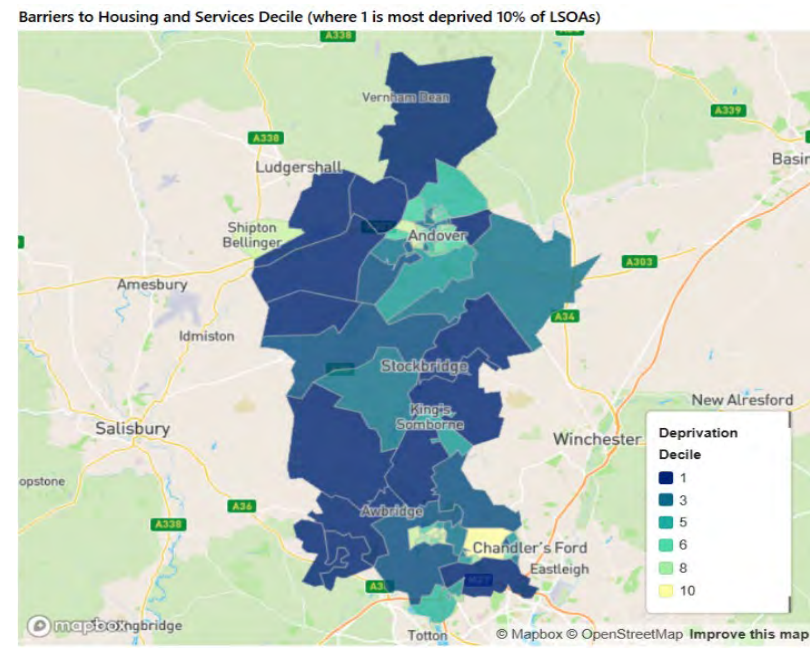 Barriers to Housing and Services Decile (where 1 is most deprived 10% of LSOAs)
A338
Vernham Dean
A339
A338
Basin
Ludgershall
Shipton
Bellinger
Andover
A303
Amesbury
A34
Idmiston
Stockbridge
New Alresford
King's
Somborne
Salisbury
Winchester
Deprivation
Decile
1
3
5
6
8
10
opstone
A36
Awbridge
A338
Chandler's Ford
Eastleigh
M27
A3
mapbox
ngbridge
Totton
© Mapbox © OpenStreetMap Improve this map